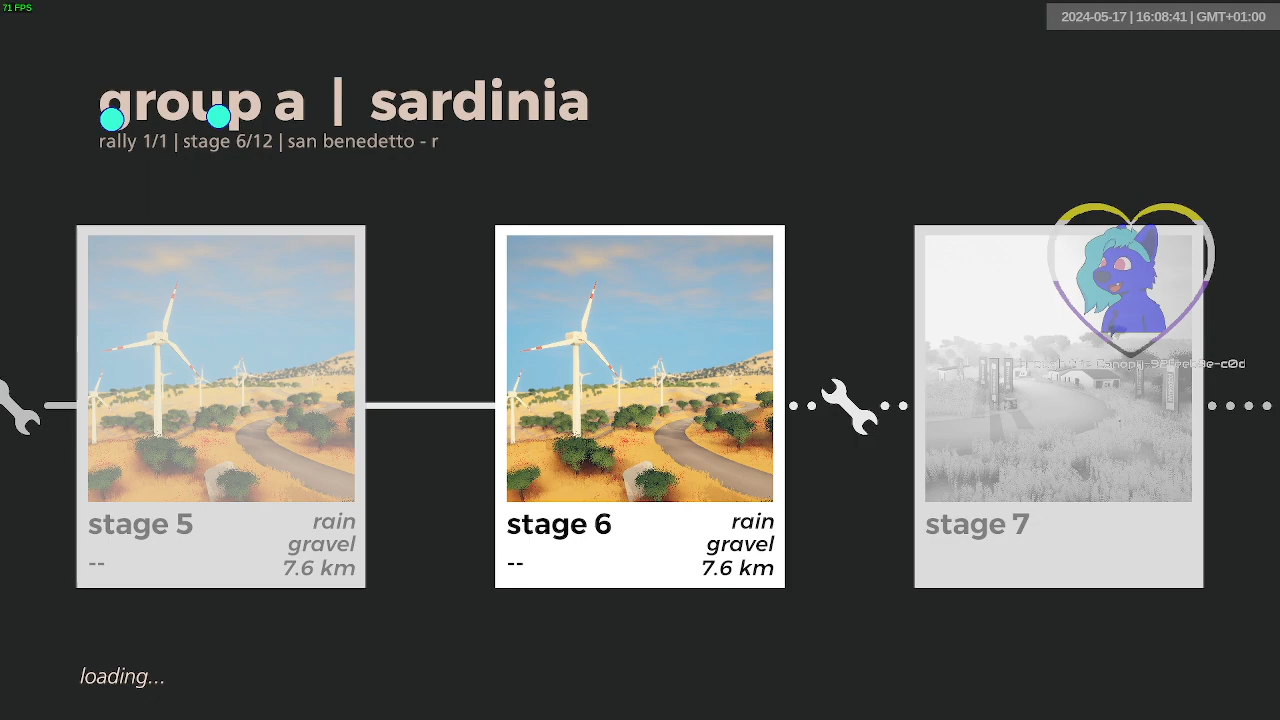 71 FPS
2024-05-17 | 16:08:41 | GMT+01:00
group a | sardinia
rally 1/1 | stage 6/12 | san benedetto - r
stage 5
--
rain
gravel
7.6 km
stage 6
--
rain
gravel
7.6 km
stage 7
loading...